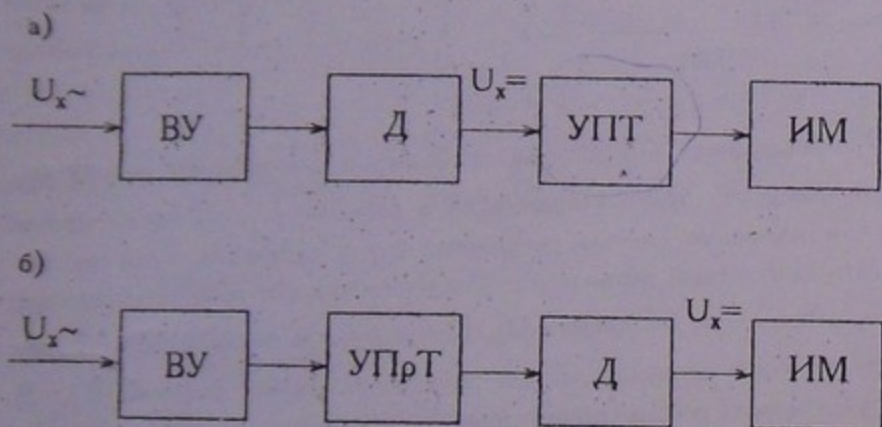 а)
Uₓ~ ВУ Д Uₓ= УПТ ИМ
б)
Uₓ~ ВУ УПрТ Д Uₓ= ИМ